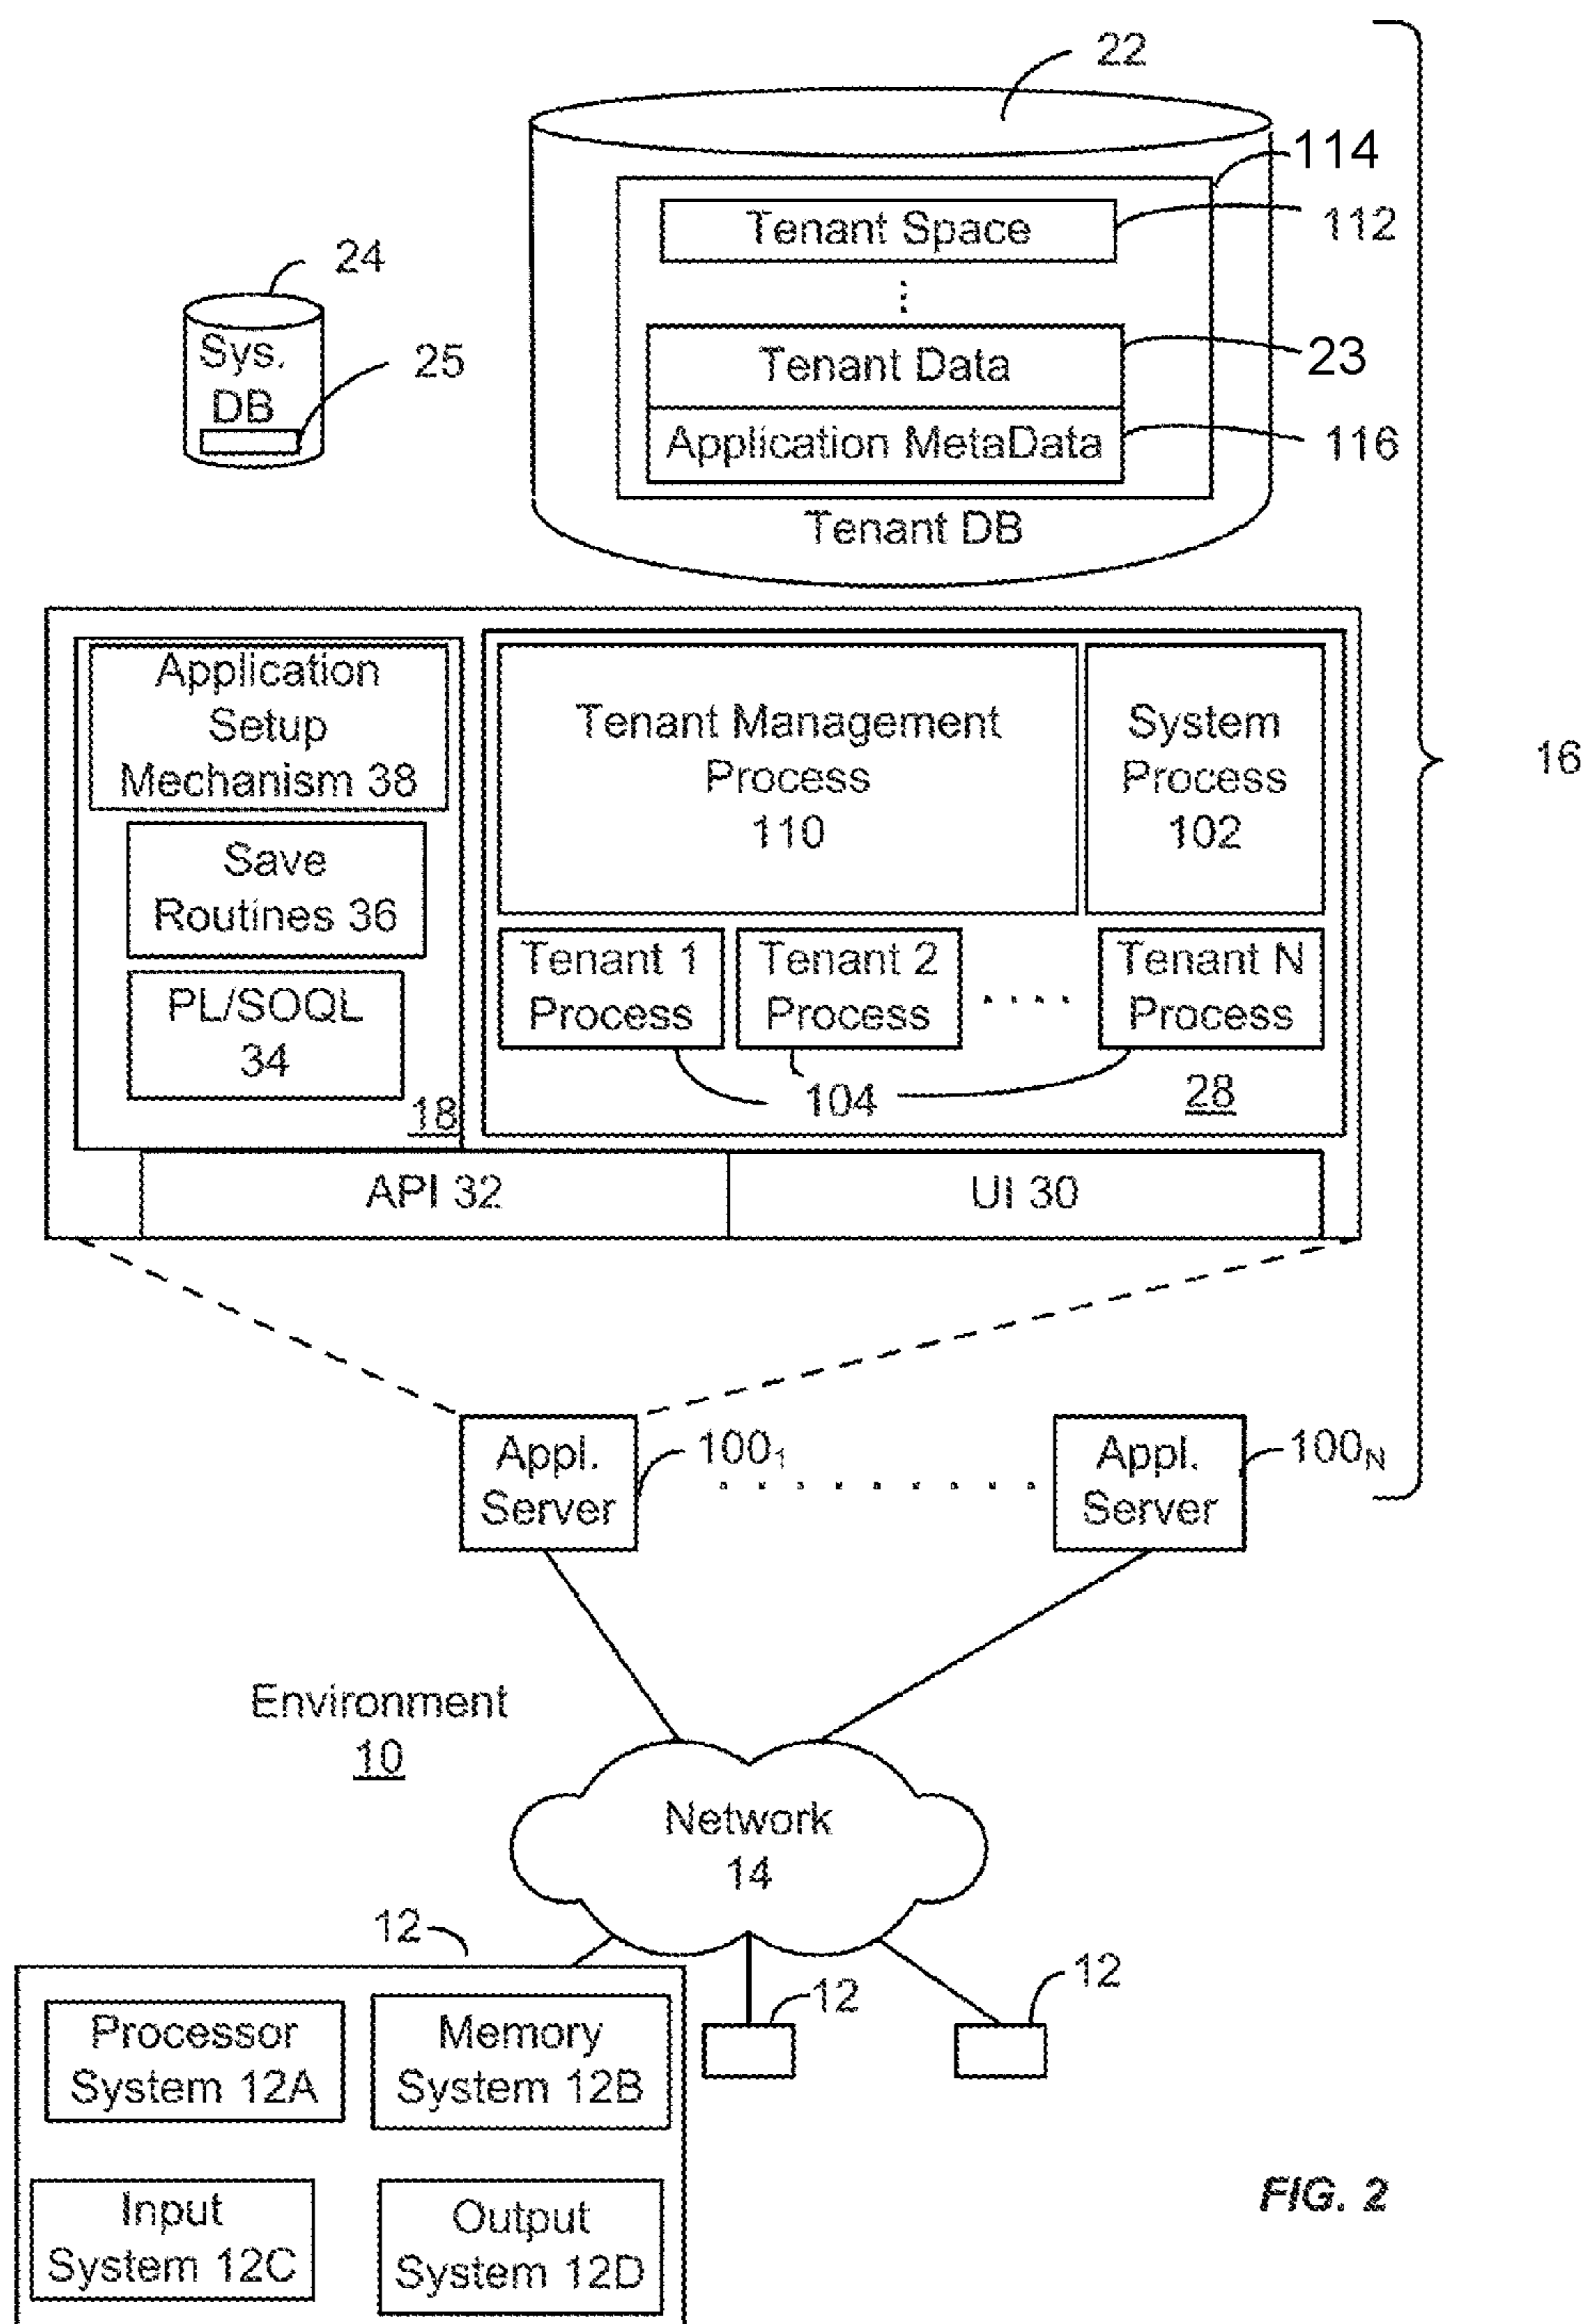 22
114
Tenant Space
112
24
Sys.
DB
25
Tenant Data
23
Application MetaData
116
Tenant DB
Application
Setup
Mechanism 38
Tenant Management
Process
110
System
Process
102
16
Save
Routines 36
Tenant 1
Process
Tenant 2
Process
Tenant N
Process
PL/SOQL
34
18
104
28
API 32
UI 30
Appl.
Server
100₁
Appl.
Server
100N
Environment
10
Network
14
12
12
12
Processor
System 12A
Memory
System 12B
Input
System 12C
Output
System 12D
FIG. 2